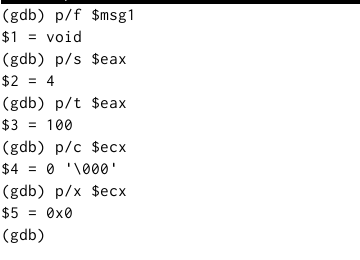 (gdb) p/f $msg1
$1 = void
(gdb) p/s $eax
$2 = 4
(gdb) p/t $eax
$3 = 100
(gdb) p/c $ecx
$4 = 0 '\000'
(gdb) p/x $ecx
$5 = 0x0
(gdb)